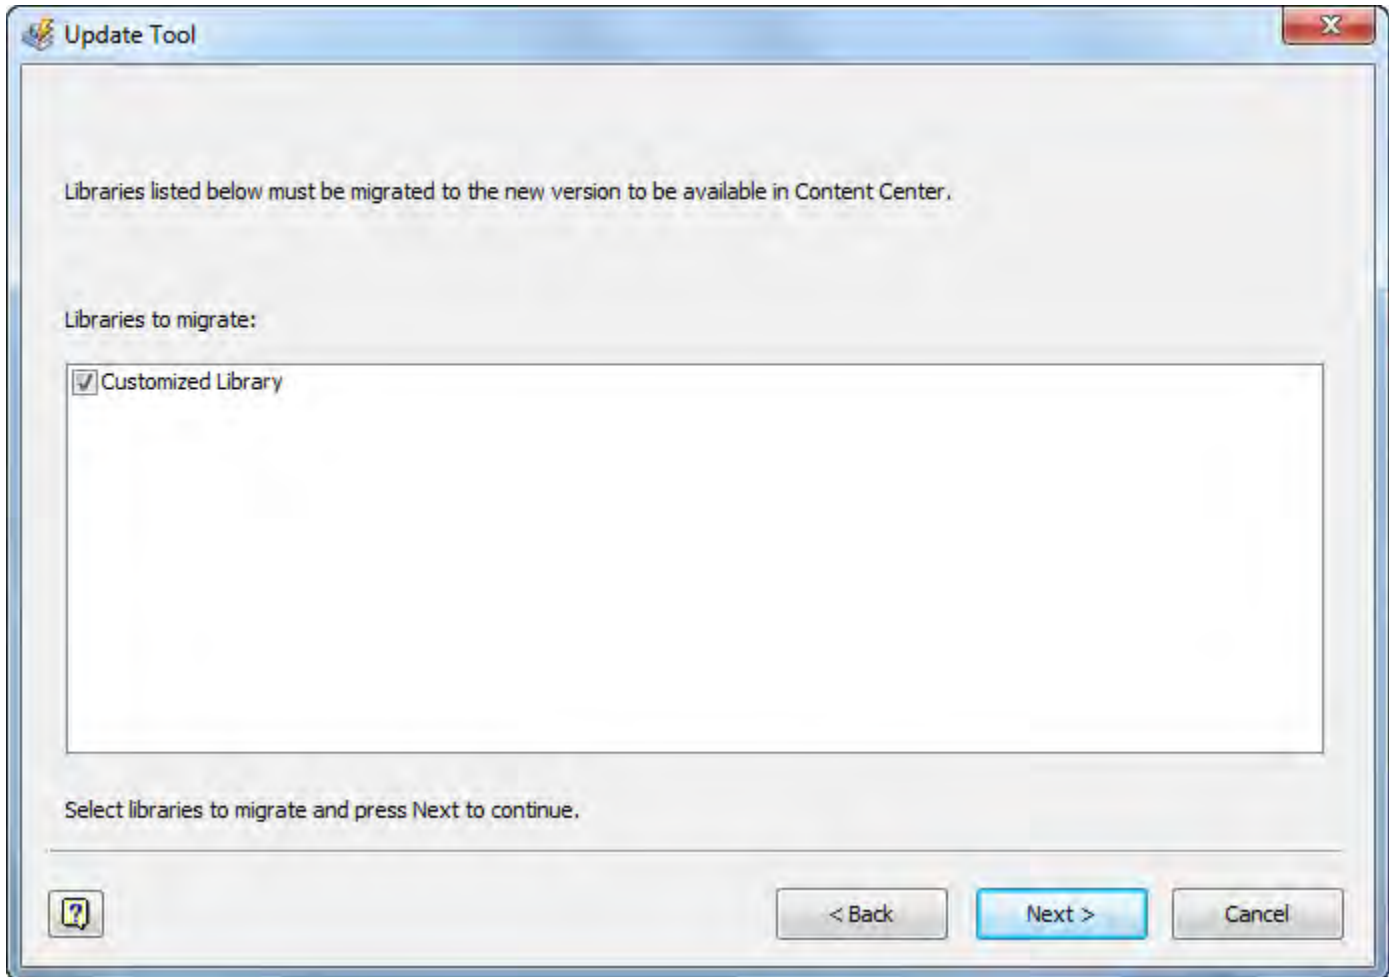 Update Tool
Libraries listed below must be migrated to the new version to be available in Content Center.
Libraries to migrate:
Customized Library
Select libraries to migrate and press Next to continue.
< Back
Next >
Cancel